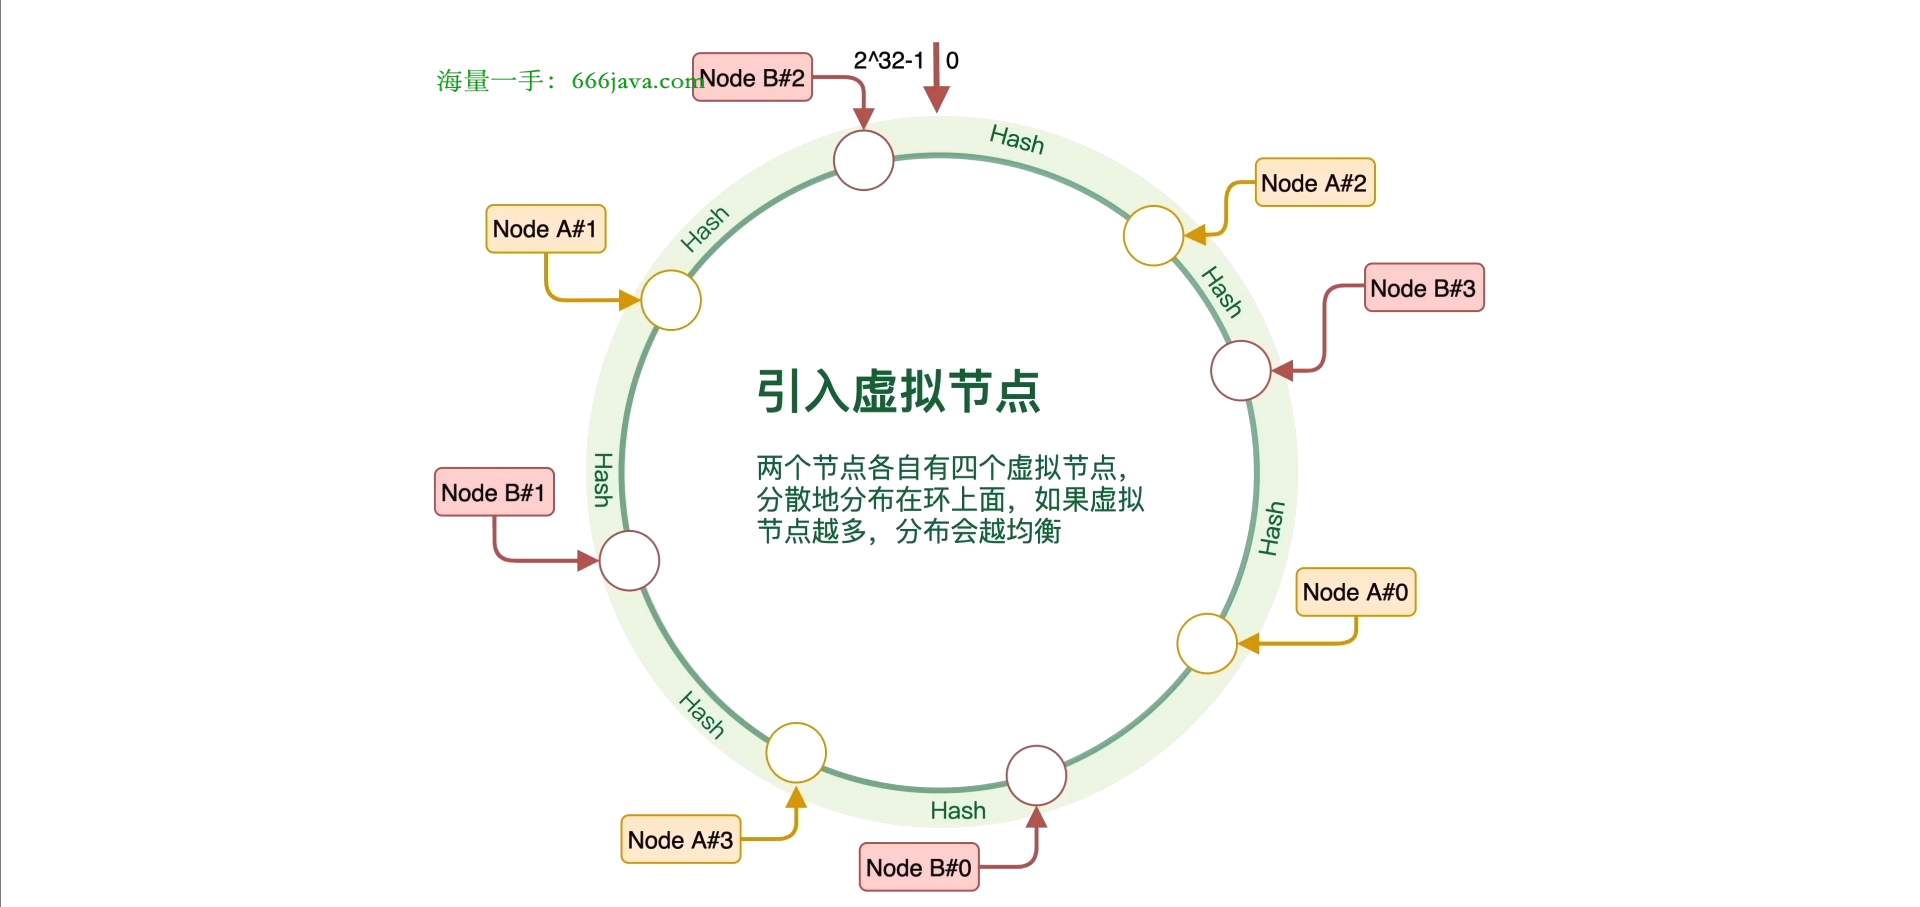 2^32-1 0
海量一手：666java.com
Node B#2
Hash
Node A#2
Node A#1
Hash
Hash
Node B#3
引入虚拟节点
两个节点各自有四个虚拟节点，
分散地分布在环上面，如果虚拟
节点越多，分布会越均衡
Hash
Node B#1
Hash
Node A#0
Hash
Hash
Node A#3
Node B#0